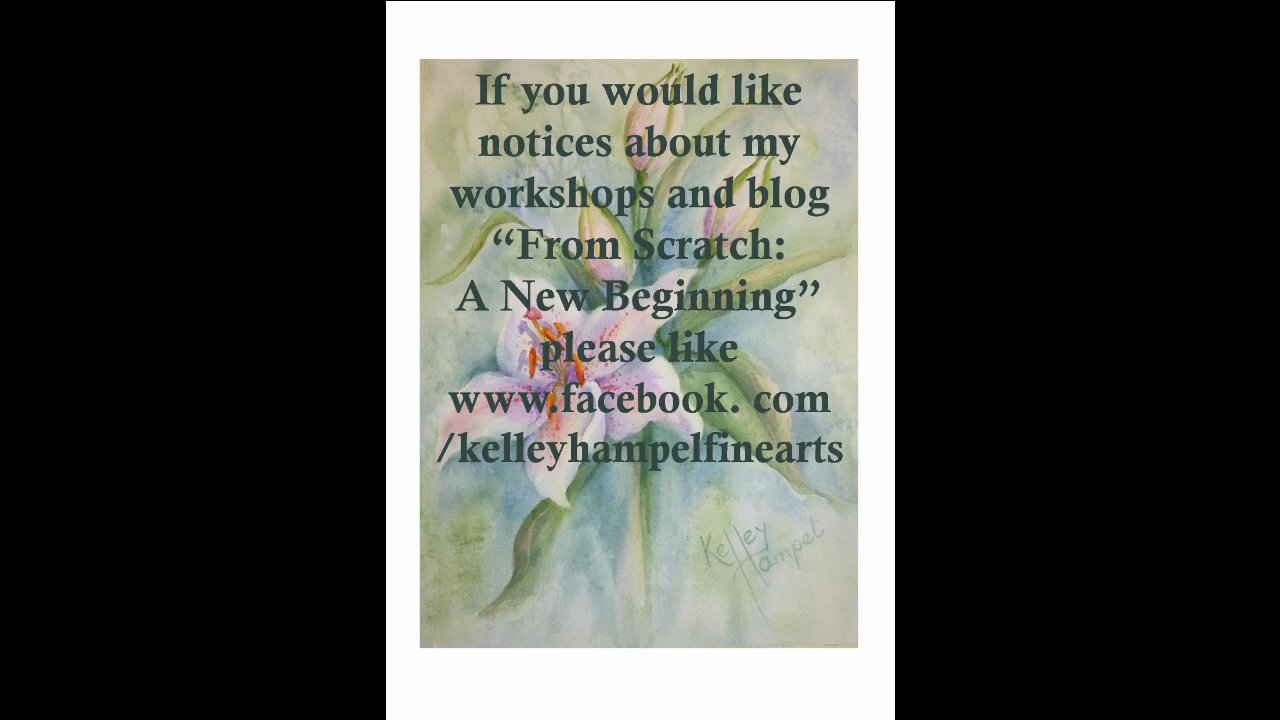 If you would like
notices about my
workshops and blog
“From Scratch:
A New Beginning”
please like
www.facebook. com
/kelleyhampelfinearts
Kelley
Hampel